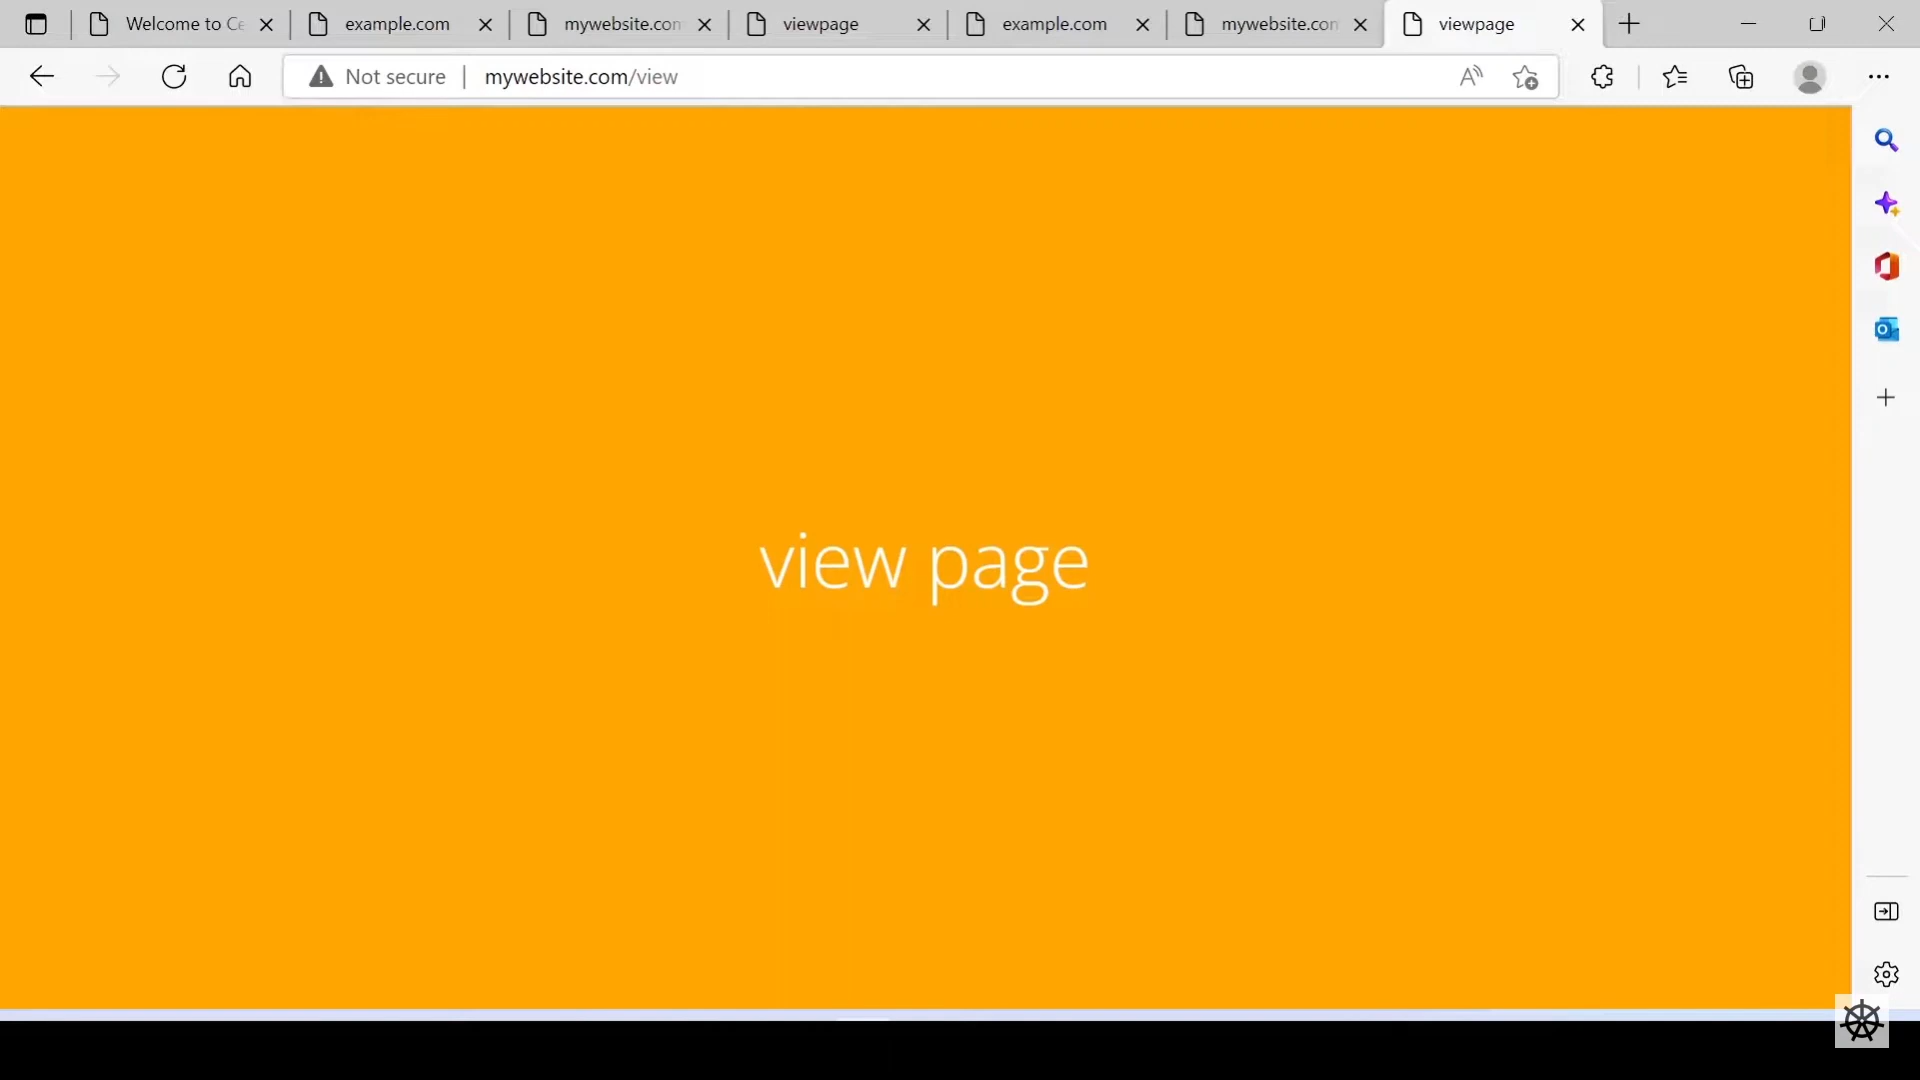 Welcome to Ce
example.com
mywebsite.con
viewpage
example.com
mywebsite.con
viewpage
Not secure
mywebsite.com/view
view page